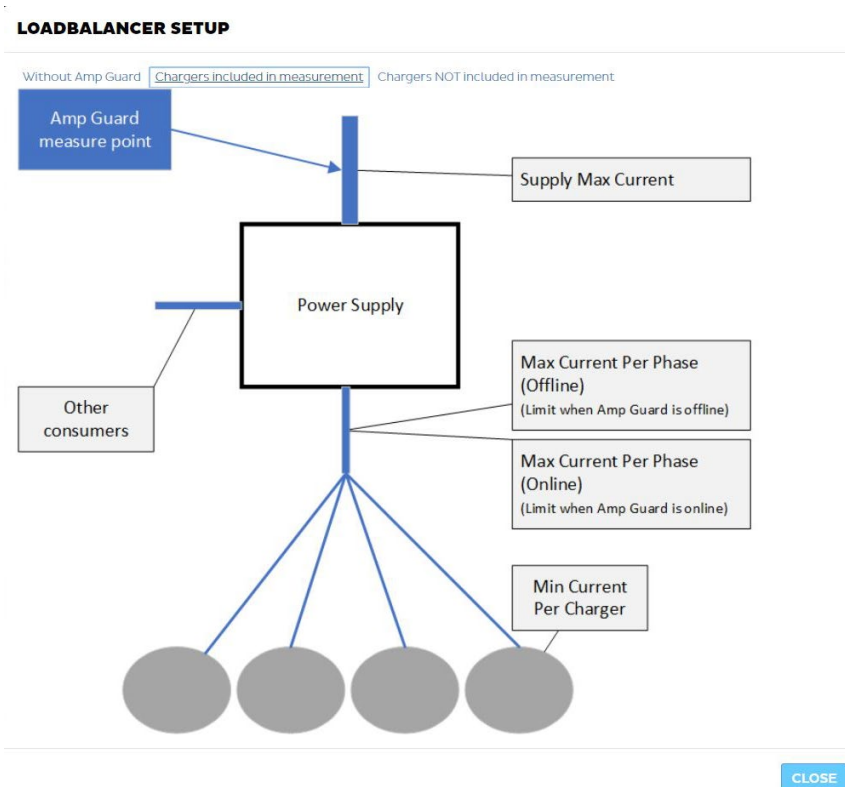 LOADBALANCER SETUP
Without Amp Guard Chargers included in measurement Chargers NOT included in measurement
Amp Guard
measure point
Supply Max Current
Power Supply
Max Current Per Phase
(Offline)
(Limit when Amp Guard is offline)
Other
consumers
Max Current Per Phase
(Online)
(Limit when Amp Guard is online)
Min Current
Per Charger
CLOSE